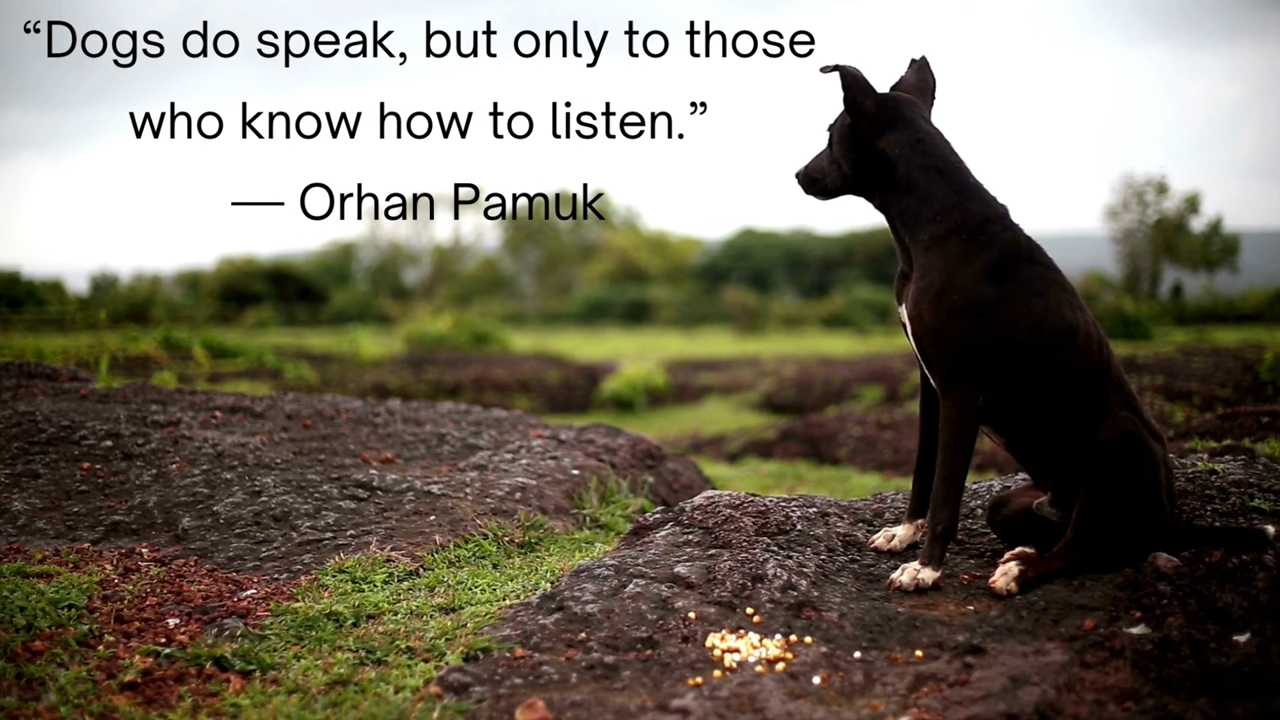 “Dogs do speak, but only to those
who know how to listen.”
— Orhan Pamuk